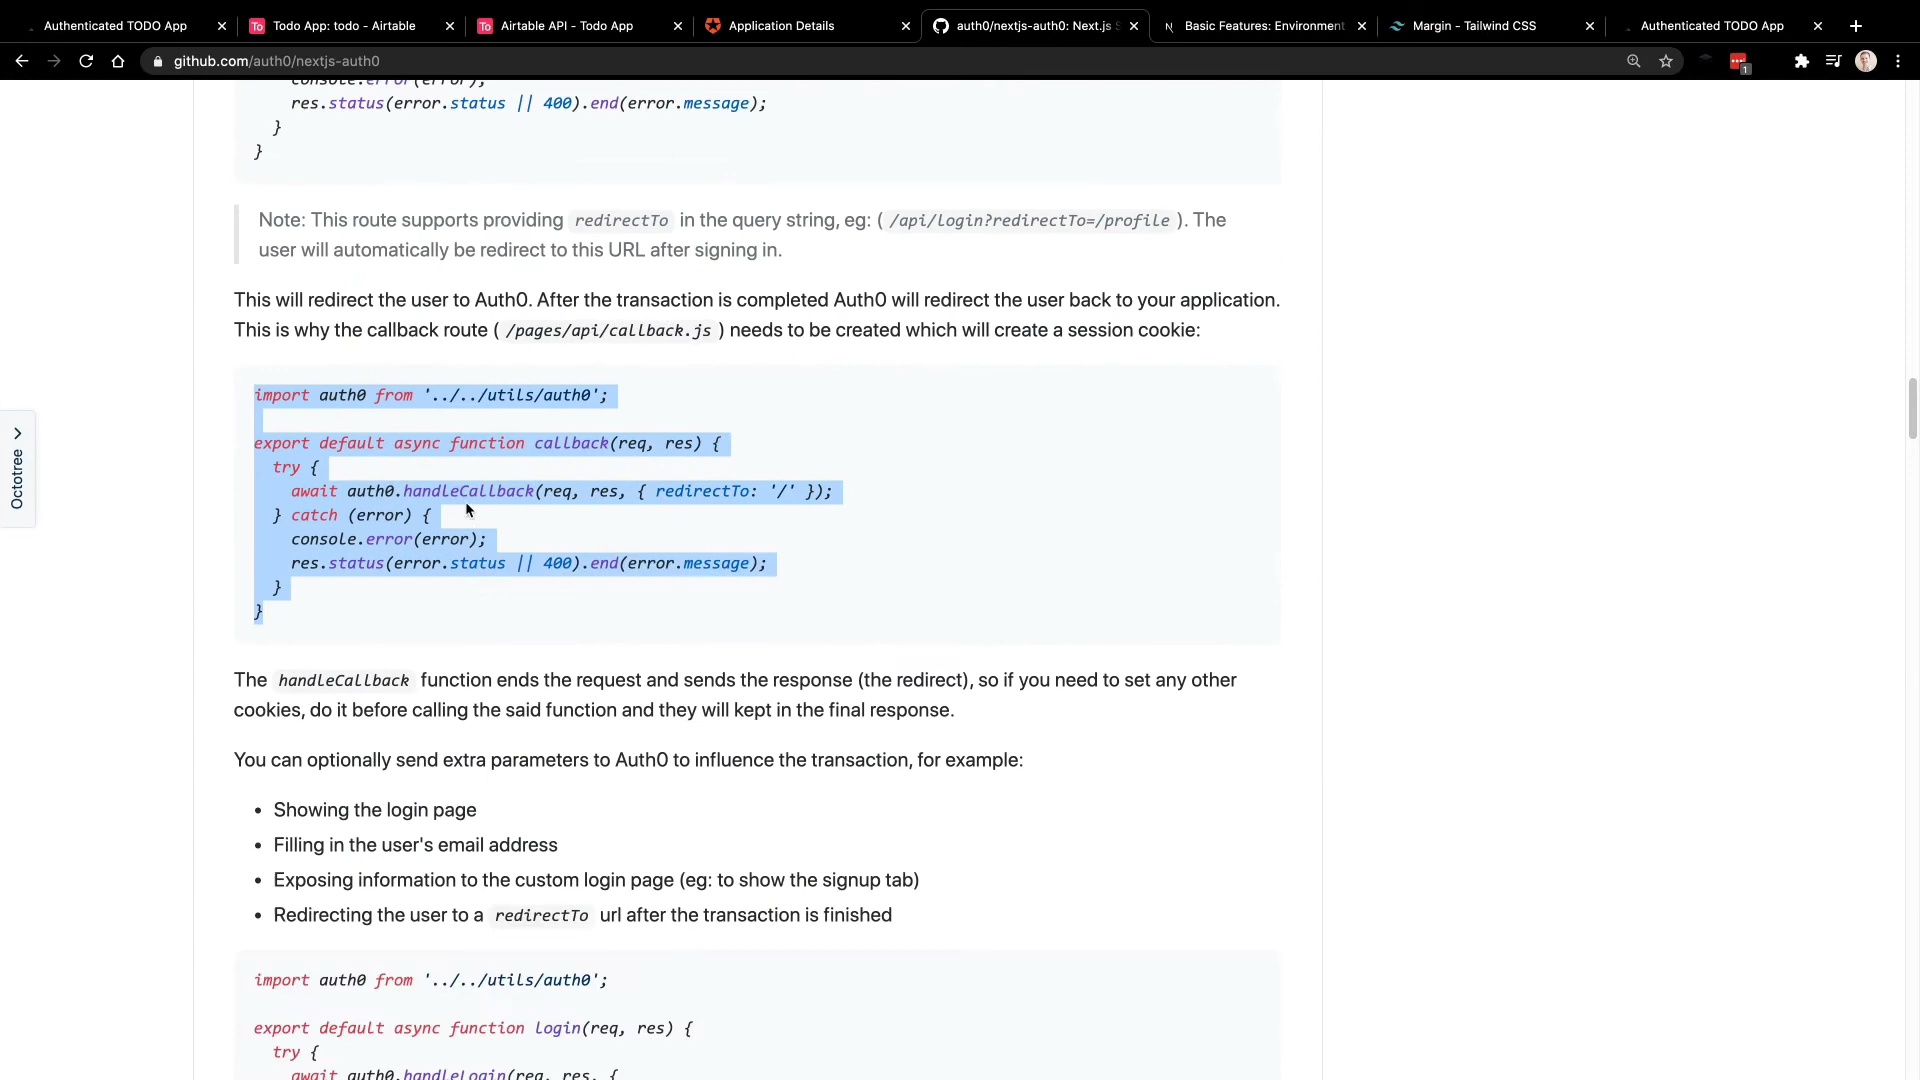 Authenticated TODO App
Todo App: todo - Airtable
Airtable API - Todo App
Application Details
auth0/nextjs-auth0: Next.js S
Basic Features: Environment
Margin - Tailwind CSS
Authenticated TODO App
github.com/auth0/nextjs-auth0
1
console.error(error);
res.status(error.status || 400).end(error.message);
}
}
Note: This route supports providing redirectTo in the query string, eg: ( /api/login?redirectTo=/profile ). The
user will automatically be redirect to this URL after signing in.
This will redirect the user to Auth0. After the transaction is completed Auth0 will redirect the user back to your application.
This is why the callback route ( /pages/api/callback.js ) needs to be created which will create a session cookie:
import auth0 from '../../utils/auth0';
export default async function callback(req, res) {
try {
await auth0.handleCallback(req, res, { redirectTo: '/' });
} catch (error) {
console.error(error);
res.status(error.status || 400).end(error.message);
}
}
Octotree
The handleCallback function ends the request and sends the response (the redirect), so if you need to set any other
cookies, do it before calling the said function and they will kept in the final response.
You can optionally send extra parameters to Auth0 to influence the transaction, for example:
• Showing the login page
• Filling in the user's email address
• Exposing information to the custom login page (eg: to show the signup tab)
• Redirecting the user to a redirectTo url after the transaction is finished
import auth0 from '../../utils/auth0';
export default async function login(req, res) {
try {
await auth0.handleLogin(req, res, {